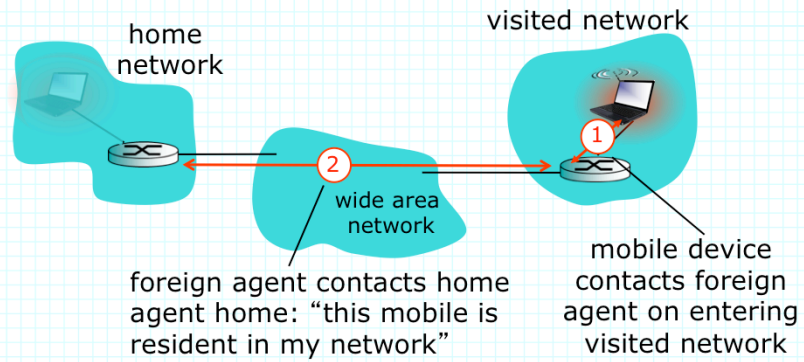 home
network
visited network
1
2
wide area
network
foreign agent contacts home
agent home: “this mobile is
resident in my network”
mobile device
contacts foreign
agent on entering
visited network